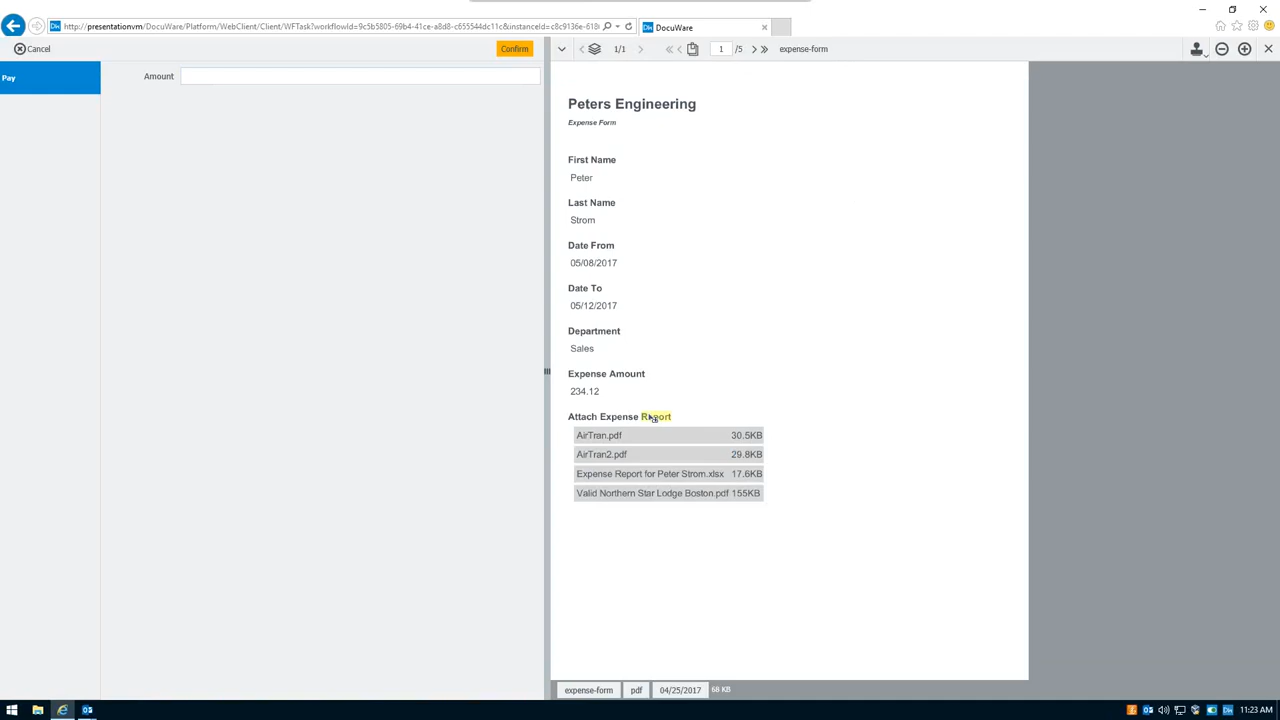 http://presentationvm/DocuWare/Platform/WebClient/Client/WFTask?workflowId=9c5b5805-69b4-41ce-a8d8-c655544dc11c&instanceId=c8c9136e-618
DocuWare
Cancel
Confirm
1/1
1 /5
expense-form
Pay
Amount
Peters Engineering
Expense Form
First Name
Peter
Last Name
Strom
Date From
05/08/2017
Date To
05/12/2017
Department
Sales
Expense Amount
234.12
Attach Expense Report
AirTran.pdf 30.5KB
AirTran2.pdf 29.8KB
Expense Report for Peter Strom.xlsx 17.6KB
Valid Northern Star Lodge Boston.pdf 155KB
expense-form pdf 04/25/2017 68 KB
11:23 AM